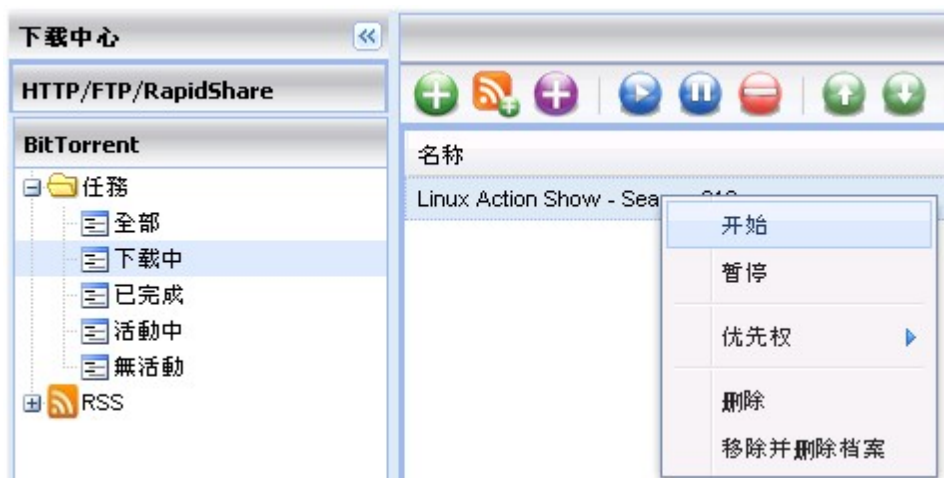 下载中心
HTTP/FTP/RapidShare
BitTorrent
任務
全部
下載中
已完成
活動中
無活動
RSS
名称
Linux Action Show - Sea
开始
暂停
优先权
删除
移除并删除档案